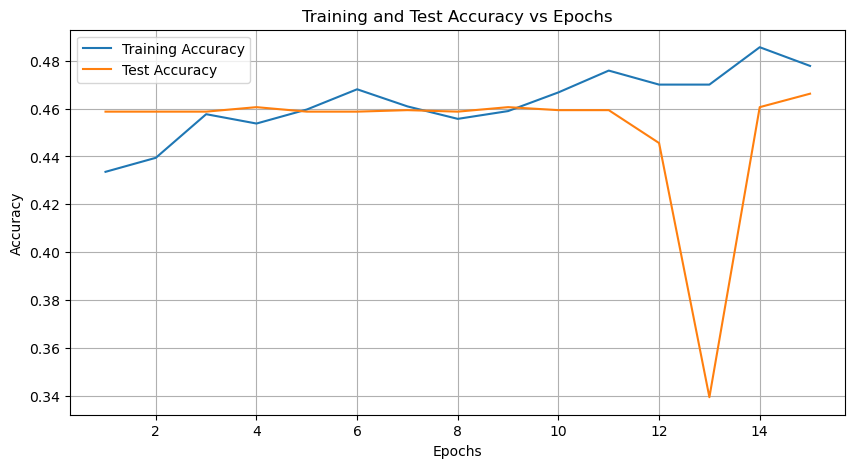 Training and Test Accuracy vs Epochs
Training Accuracy
Test Accuracy
0.48
0.46
0.44
0.42
0.40
0.38
0.36
0.34
Accuracy
2 4 6 8 10 12 14
Epochs